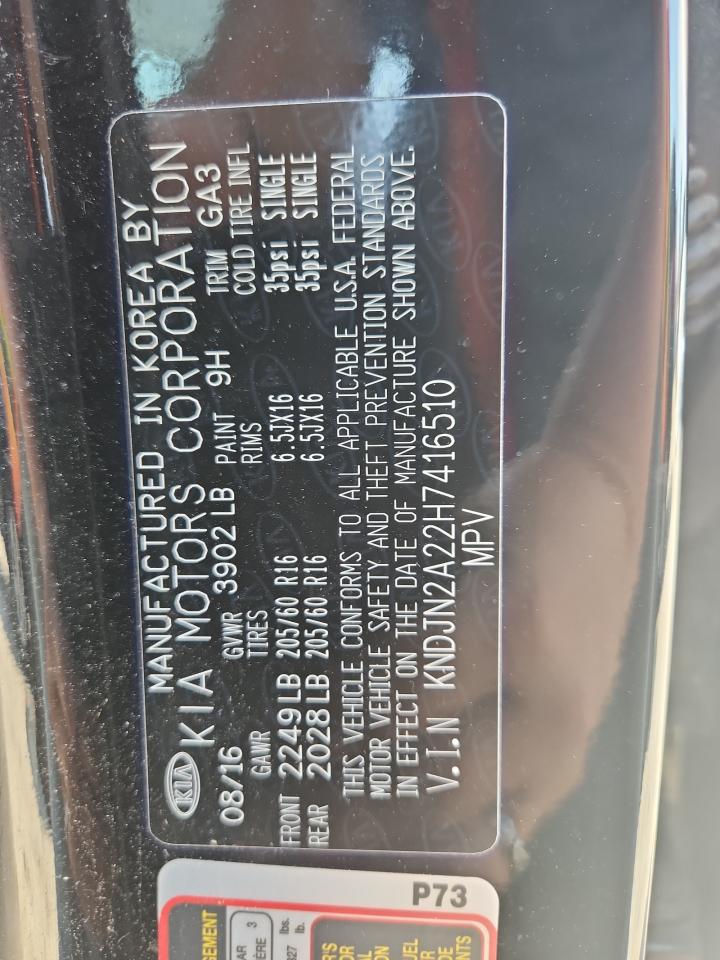 MANUFACTURED IN KOREA BY
KIA KIA MOTORS CORPORATION
08/16 GVWR 3902 LB PAINT 9H TRIM GA3
GAWR TIRES RIMS COLD TIRE INFL
FRONT 2249 LB 205/60 R16 6.5JX16 35psi SINGLE
REAR 2028 LB 205/60 R16 6.5JX16 35psi SINGLE
THIS VEHICLE CONFORMS TO ALL APPLICABLE U.S.A. FEDERAL
MOTOR VEHICLE SAFETY AND THEFT PREVENTION STANDARDS
IN EFFECT ON THE DATE OF MANUFACTURE SHOWN ABOVE.
V.I.N KNDJN2A22H7416510
MPV
P73